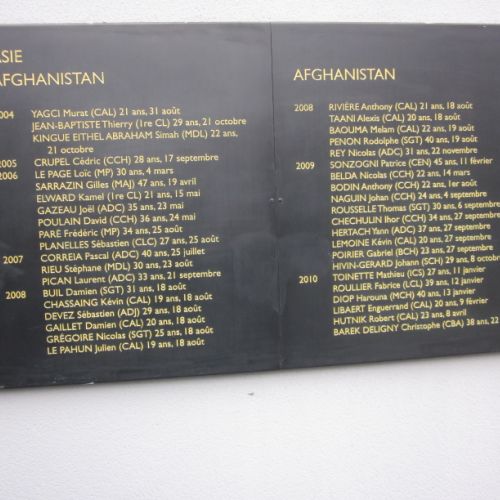 ASIE
AFGHANISTAN
2004 YAGCI Murat (CAL) 21 ans, 31 août
JEAN-BAPTISTE Thierry (1re CL) 29 ans, 21 octobre
KINGUE EITHEL ABRAHAM Simah (MDL) 22 ans,
21 octobre
2005 CRUPEL Cédric (CCH) 28 ans, 17 septembre
2006 LE PAGE Loïc (MP) 30 ans, 4 mars
SARRAZIN Gilles (MAJ) 47 ans, 19 avril
ELWARD Kamel (1re CL) 21 ans, 15 mai
GAZEAU Joël (ADC) 35 ans, 23 mai
POULAIN David (CCH) 36 ans, 24 mai
PARÉ Frédéric (MP) 34 ans, 25 août
PLANELLES Sébastien (CLC) 27 ans, 25 août
2007 CORREIA Pascal (ADC) 40 ans, 25 juillet
RIEU Stéphane (MDL) 30 ans, 23 août
PICAN Laurent (ADC) 33 ans, 21 septembre
2008 BUIL Damien (SGT) 31 ans, 18 août
CHASSAING Kévin (CAL) 19 ans, 18 août
DEVEZ Sébastien (ADJ) 29 ans, 18 août
GAILLET Damien (CAL) 20 ans, 18 août
GRÉGOIRE Nicolas (SGT) 25 ans, 18 août
LE PAHUN Julien (CAL) 19 ans, 18 août
AFGHANISTAN
2008 RIVIÈRE Anthony (CAL) 21 ans, 18 août
TAANI Alexis (CAL) 20 ans, 18 août
BAOUMA Melam (CAL) 22 ans, 19 août
PENON Rodolphe (SGT) 40 ans, 19 août
REY Nicolas (ADC) 31 ans, 22 novembre
2009 SONZOGNI Patrice (CEN) 45 ans, 11 février
BELDA Nicolas (CCH) 22 ans, 14 mars
BODIN Anthony (CCH) 22 ans, 1er août
NAGUIN Johan (CCH) 24 ans, 4 septembre
ROUSSELLE Thomas (SGT) 30 ans, 6 septembre
CHECHULIN Ihor (CCH) 34 ans, 27 septembre
HERTACH Yann (ADC) 37 ans, 27 septembre
LEMOINE Kévin (CAL) 20 ans, 27 septembre
POIRIER Gabriel (BCH) 23 ans, 27 septembre
HIVIN-GERARD Johann (SCH) 29 ans, 8 octobre
2010 TOINETTE Mathieu (ICS) 27 ans, 11 janvier
ROULLIER Fabrice (LCL) 39 ans, 12 janvier
DIOP Harouna (MCH) 40 ans, 13 janvier
LIBAERT Enguerrand (CAL) 20 ans, 9 février
HUTNIK Robert (CAL) 23 ans, 8 avril
BAREK DELIGNY Christophe (CBA) 38 ans, 22